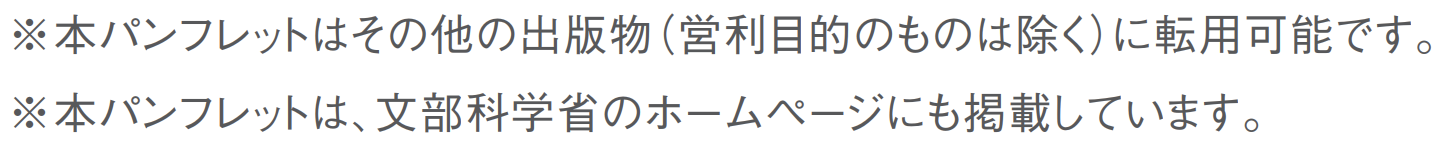 ※本パンフレットはその他の出版物（営利目的のものは除く）に転用可能です。
※本パンフレットは、文部科学省のホームページにも掲載しています。